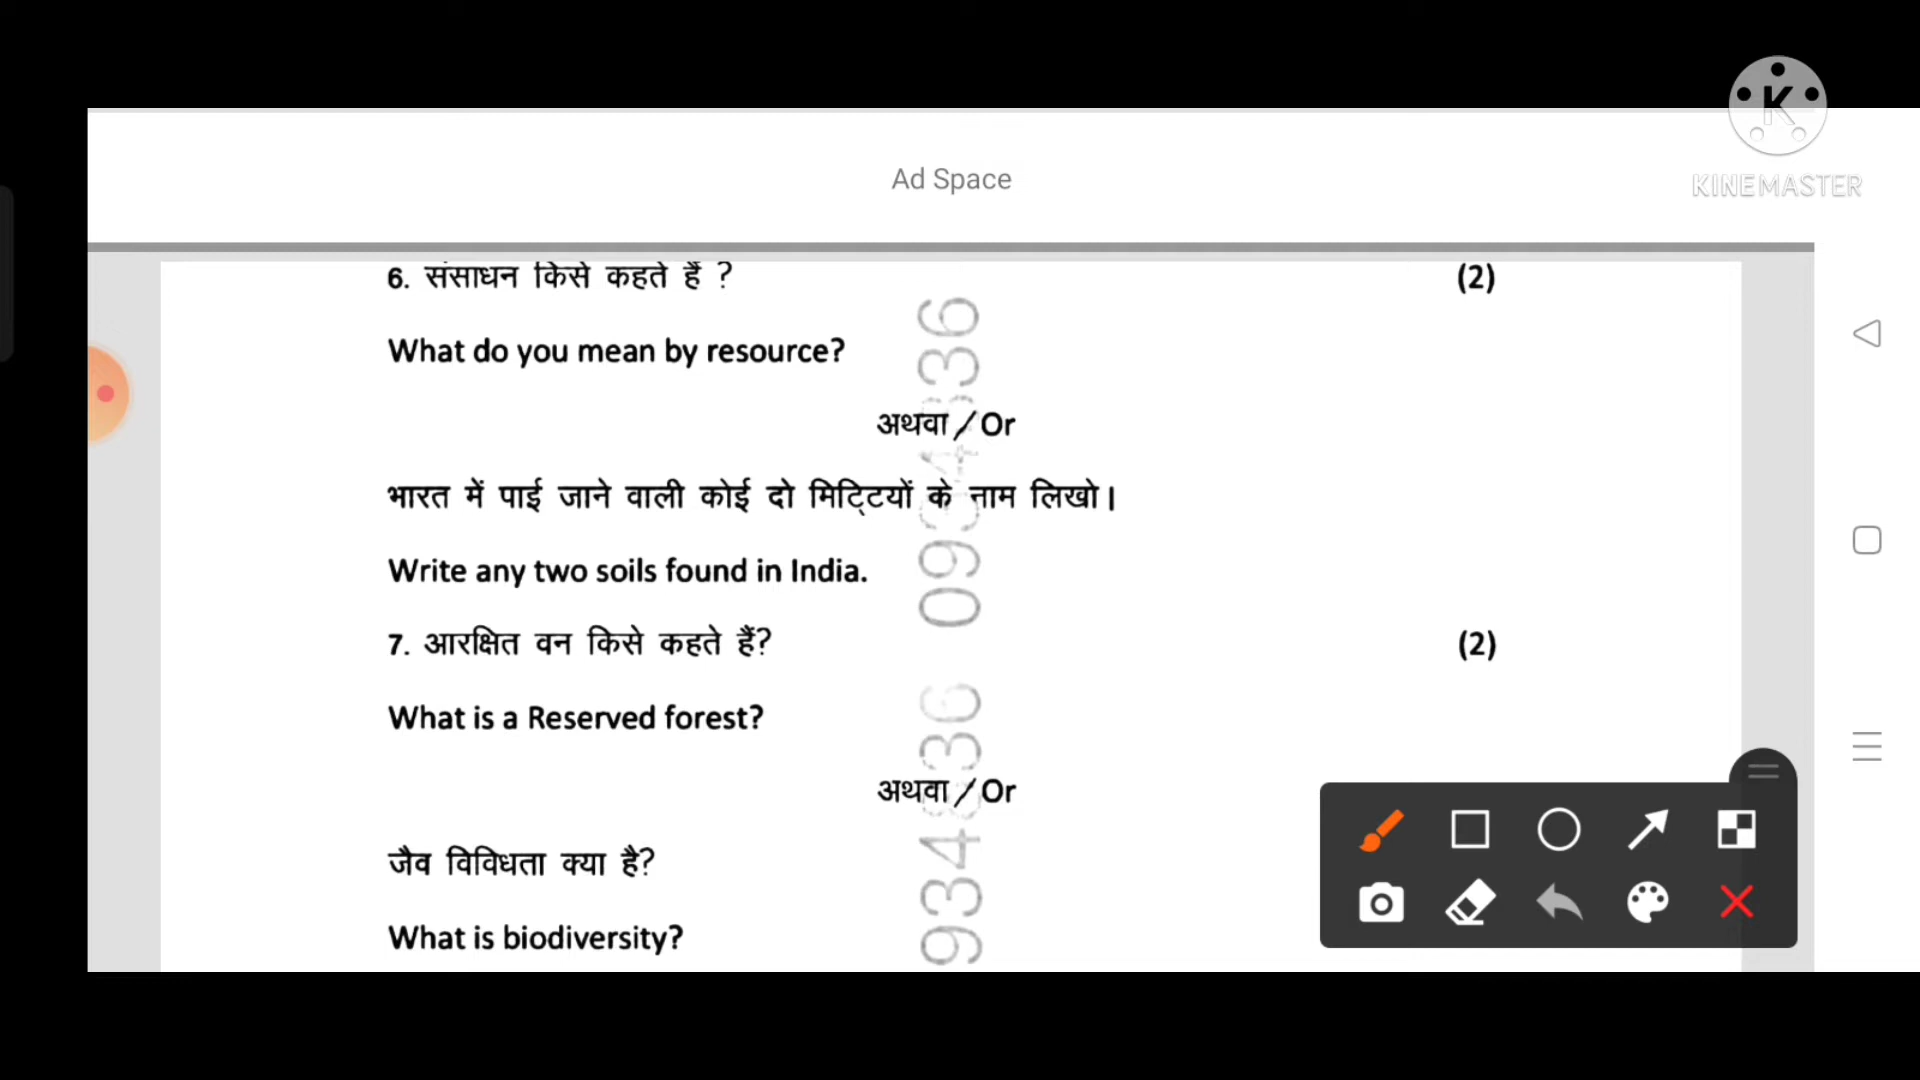 K
KINEMASTER
Ad Space
6. संसाधन किसे कहते हैं ? (2)
What do you mean by resource?
अथवा/Or
भारत में पाई जाने वाली कोई दो मिट्टियों के नाम लिखो।
Write any two soils found in India.
7. आरक्षित वन किसे कहते हैं? (2)
What is a Reserved forest?
अथवा/Or
जैव विविधता क्या है?
What is biodiversity?